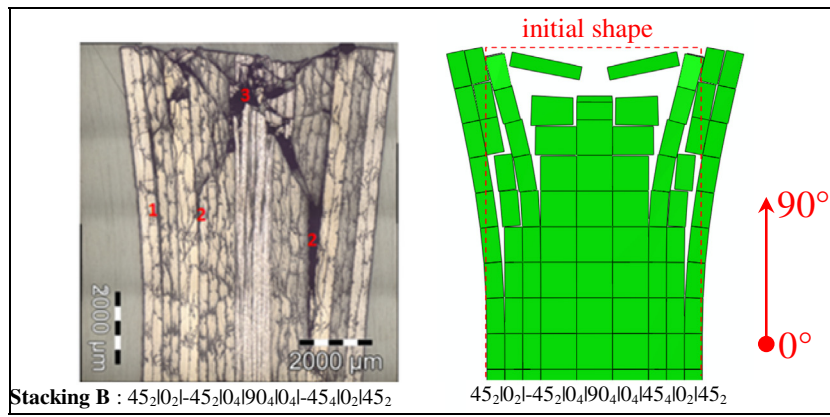 initial shape
3
1
2
2
90°
0°
2000 µm
2000 µm
Stacking B : 45₂|0₂|-45₂|0₄|90₄|0₄|-45₄|0₂|45₂
45₂|0₂|-45₂|0₄|90₄|0₄|45₄|0₂|45₂